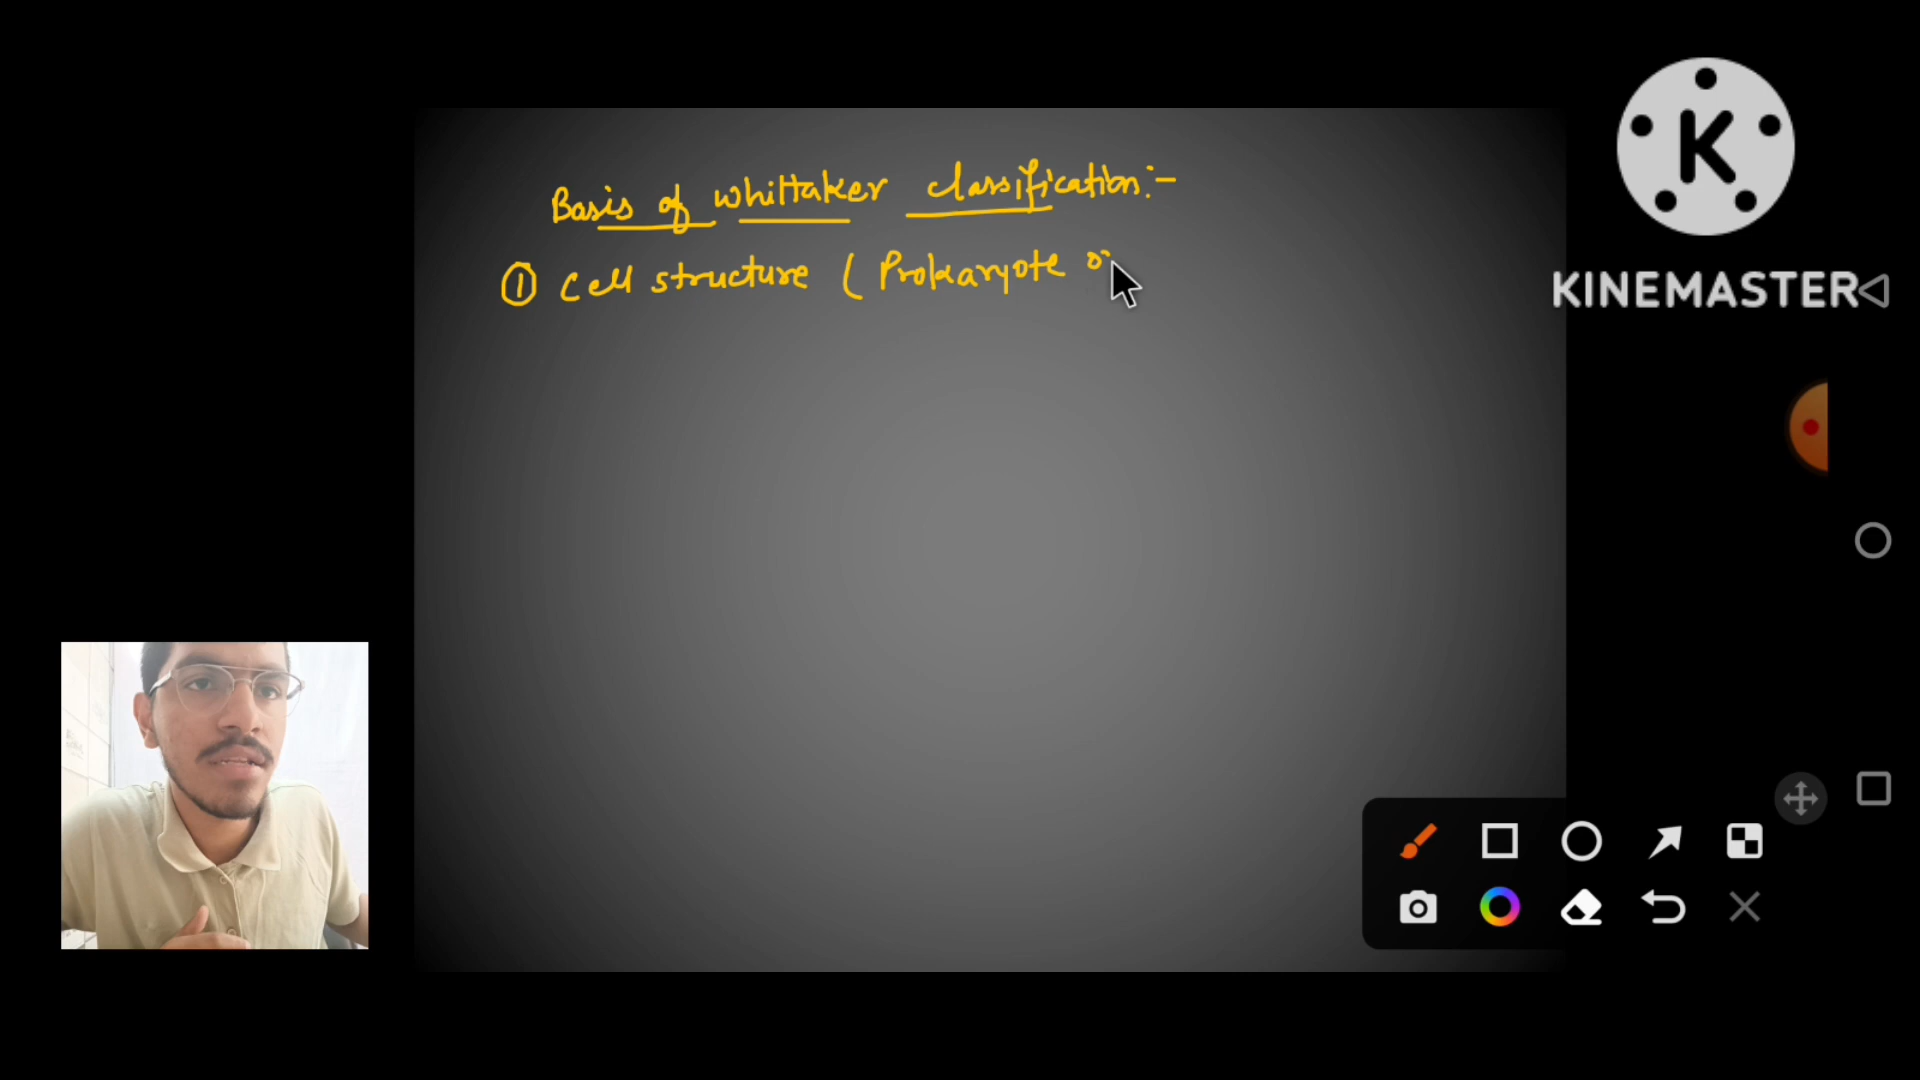 Basis of whittaker classification:-
① Cell structure ( Prokaryote or
K
KINEMASTER